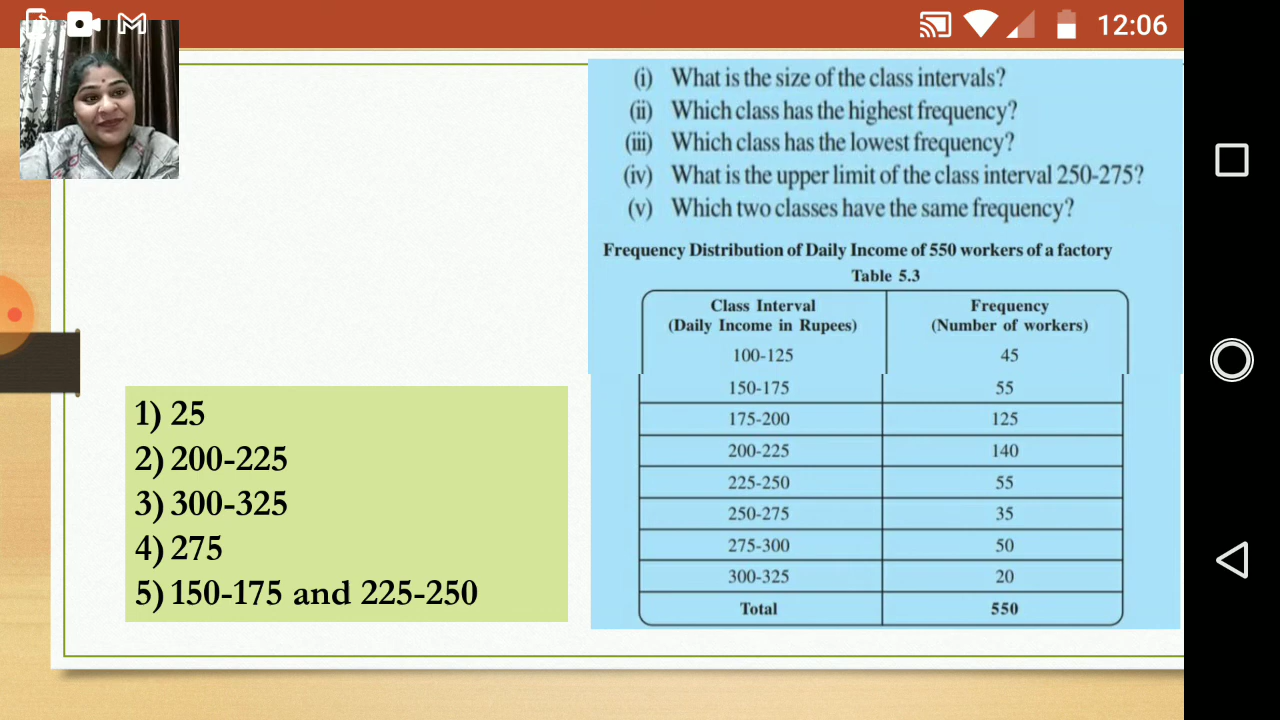 12:06
(i) What is the size of the class intervals?
(ii) Which class has the highest frequency?
(iii) Which class has the lowest frequency?
(iv) What is the upper limit of the class interval 250-275?
(v) Which two classes have the same frequency?
Frequency Distribution of Daily Income of 550 workers of a factory
Table 5.3
Class Interval Frequency
(Daily Income in Rupees) (Number of workers)
100-125 45
150-175 55
175-200 125
200-225 140
225-250 55
250-275 35
275-300 50
300-325 20
Total 550
1) 25
2) 200-225
3) 300-325
4) 275
5) 150-175 and 225-250